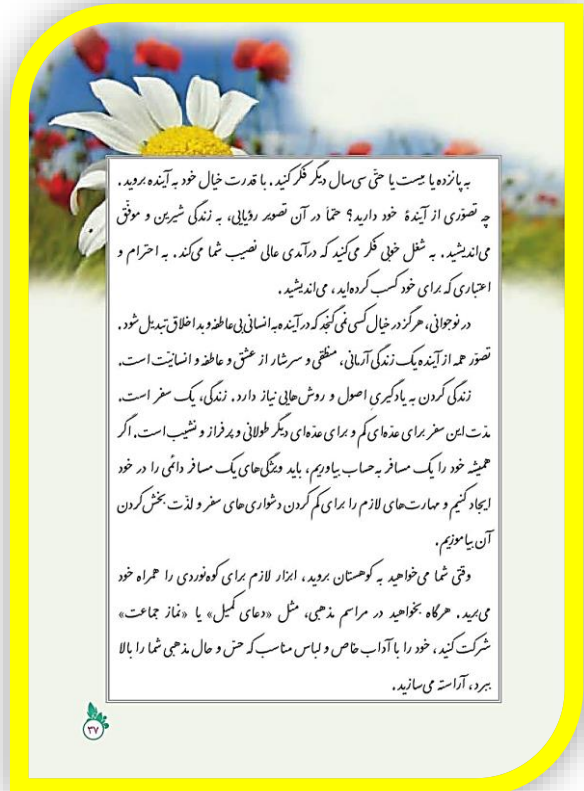 به پانزده یا بیست یا حتّی سی سال دیگر فکر کنید. با قدرت خیال خود به آینده بروید.
چه تصوّری از آیندهٔ خود دارید؟ حتماً در آن تصویر رؤیایی، به زندگی شیرین و موفّق
می‌اندیشید. به شغل خوبی فکر می‌کنید که درآمدی عالی نصیب شما می‌کند. به احترام و
اعتباری که برای خود کسب کرده‌اید، می‌اندیشید.
در نوجوانی، هرگز در خیال کسی نمی‌گنجد که در آینده به انسانی بی‌عاطفه و بداخلاق تبدیل شود.
تصوّر همه از آینده یک زندگی آرمانی، منطقی و سرشار از عشق و عاطفه و انسانیّت است.
زندگی کردن به یادگیریِ اصول و روش‌هایی نیاز دارد. زندگی، یک سفر است.
مدّت این سفر برای عدّه‌ای کم و برای عدّه‌ای دیگر طولانی و پر فراز و نشیب است. اگر
همیشه خود را یک مسافر به‌حساب بیاوریم، باید ویژگی‌های یک مسافر دائمی را در خود
ایجاد کنیم و مهارت‌های لازم را برای کم کردن دشواری‌های سفر و لذّت بخش کردن
آن بیاموزیم.
وقتی شما می‌خواهید به کوهستان بروید، ابزار لازم برای کوه‌نوردی را همراه خود
می‌برید. هرگاه بخواهید در مراسم مذهبی، مثل «دعای کمیل» یا «نماز جماعت»
شرکت کنید، خود را با آداب خاص و لباس مناسب که حسّ و حال مذهبی شما را بالا
ببرد، آراسته می‌سازید.
۳۷